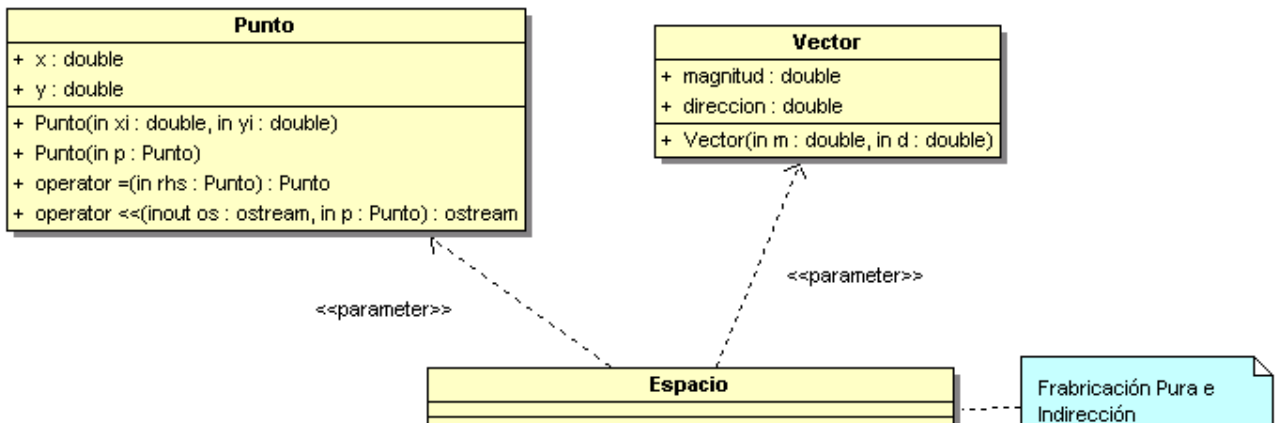 Punto
+ x : double
+ y : double
+ Punto(in xi : double, in yi : double)
+ Punto(in p : Punto)
+ operator =(in rhs : Punto) : Punto
+ operator <<(inout os : ostream, in p : Punto) : ostream
Vector
+ magnitud : double
+ direccion : double
+ Vector(in m : double, in d : double)
<<parameter>>
<<parameter>>
Espacio
Frabricación Pura e
Indirección